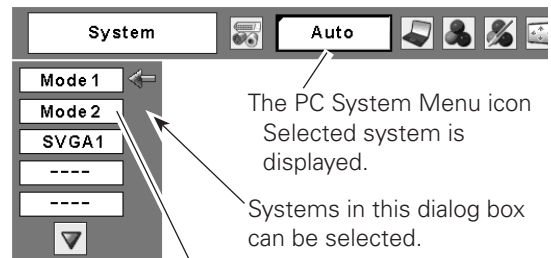 System
Auto
Mode 1
Mode 2
SVGA1
----
----
The PC System Menu icon
Selected system is
displayed.
Systems in this dialog box
can be selected.